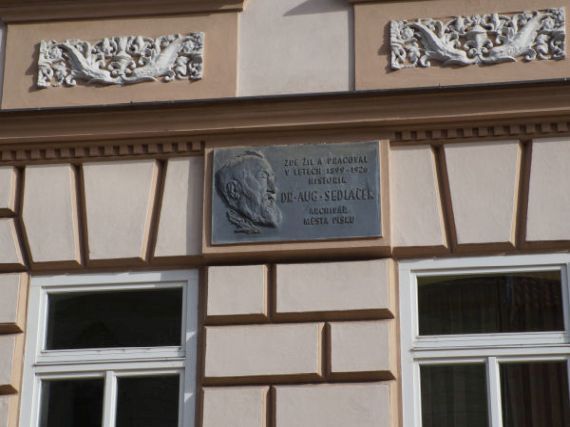 ZDE ŽIL A PRACOVAL
V LETECH 1899-1926
HISTORIK
DR·AUG·SEDLÁČEK
ARCHIVÁŘ
MĚSTA PÍSKU